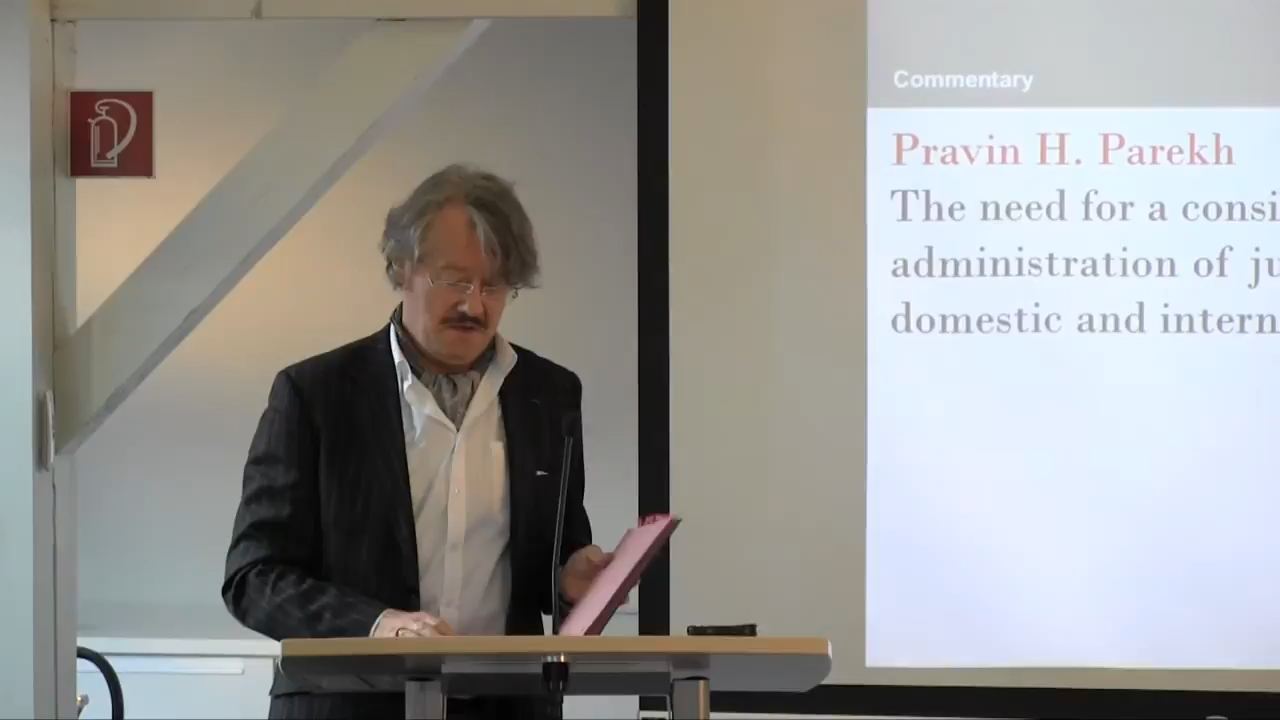 Commentary
Pravin H. Parekh
The need for a consi
administration of ju
domestic and intern